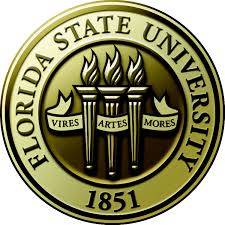 FLORIDA STATE UNIVERSITY
VIRES ARTES MORES
1851